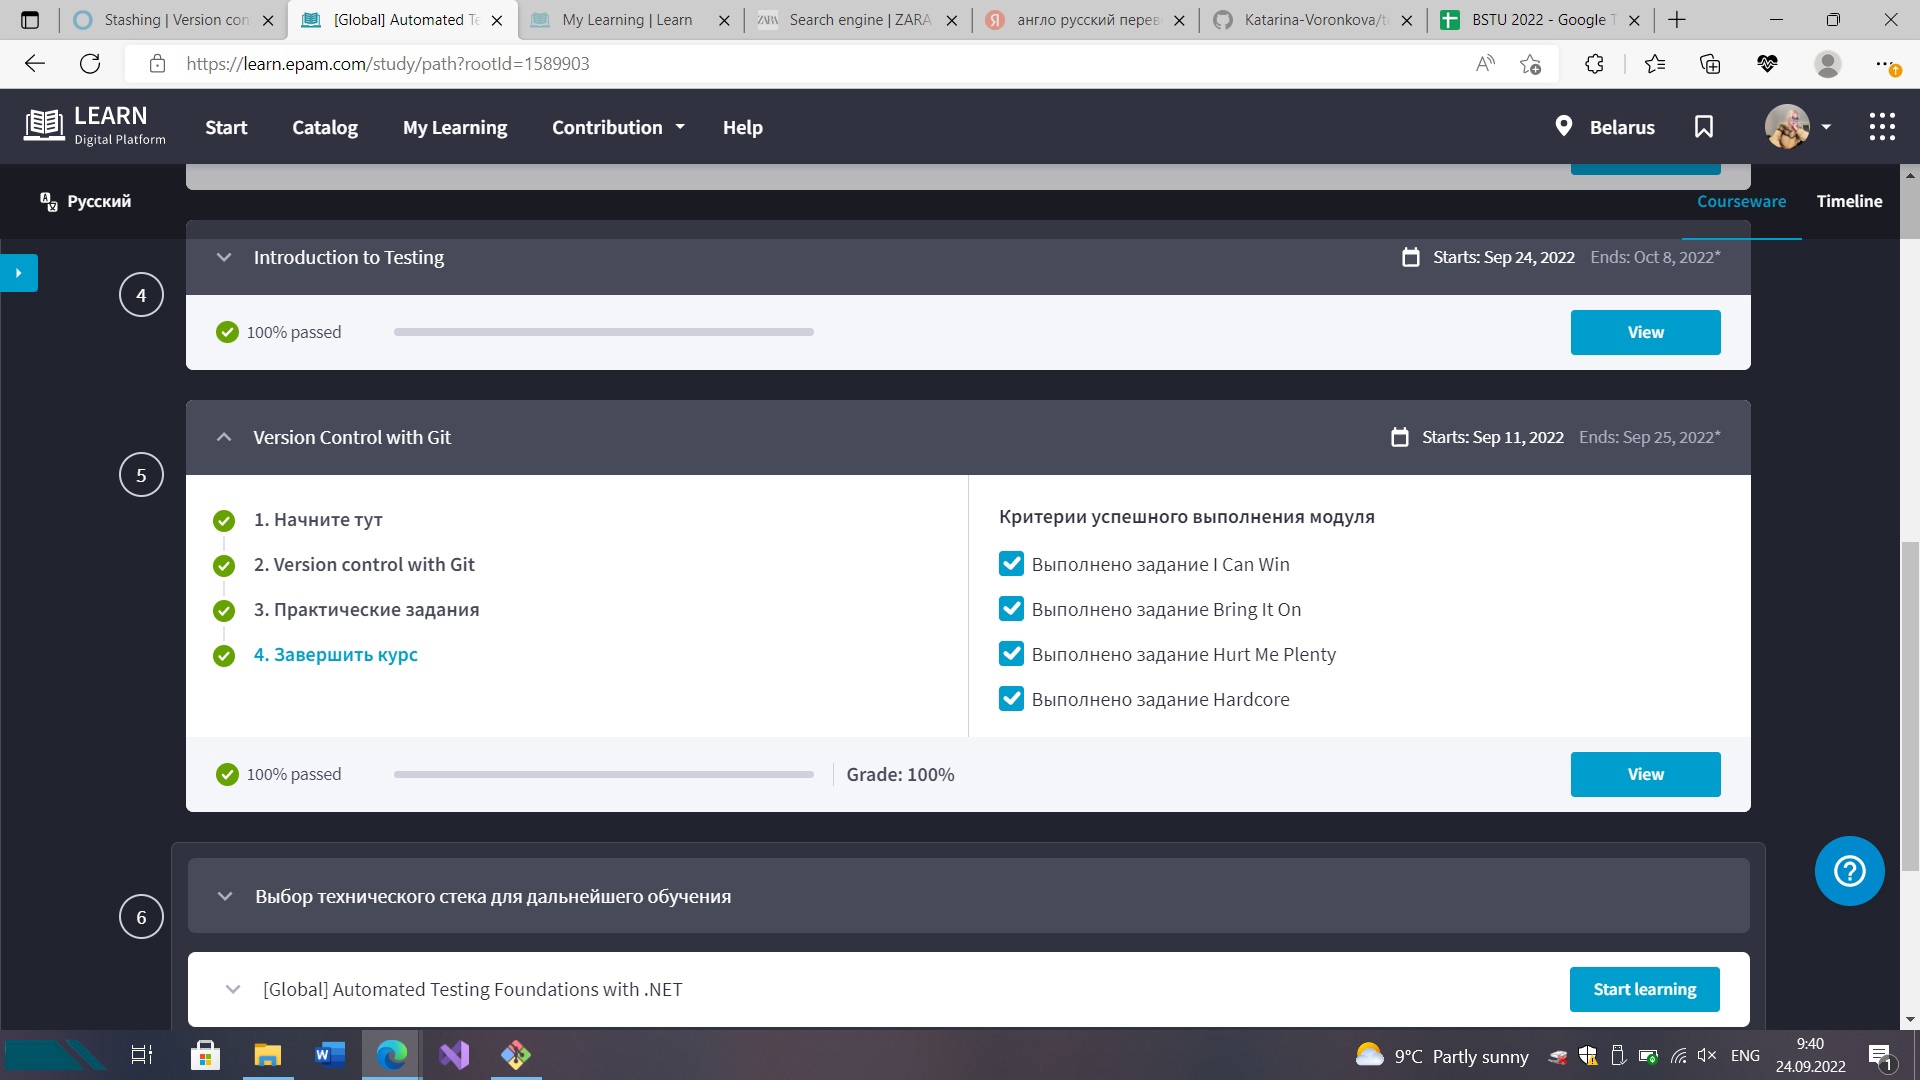 Stashing | Version con
[Global] Automated Te
My Learning | Learn
ZARA
Search engine | ZARA
англо русский перев
Katarina-Voronkova/te
BSTU 2022 - Google T
https://learn.epam.com/study/path?rootId=1589903
LEARN
Digital Platform
Start
Catalog
My Learning
Contribution
Help
Belarus
Русский
Courseware
Timeline
4
Introduction to Testing
Starts: Sep 24, 2022
Ends: Oct 8, 2022*
100% passed
View
5
Version Control with Git
Starts: Sep 11, 2022
Ends: Sep 25, 2022*
1. Начните тут
2. Version control with Git
3. Практические задания
4. Завершить курс
Критерии успешного выполнения модуля
Выполнено задание I Can Win
Выполнено задание Bring It On
Выполнено задание Hurt Me Plenty
Выполнено задание Hardcore
100% passed
Grade: 100%
View
6
Выбор технического стека для дальнейшего обучения
[Global] Automated Testing Foundations with .NET
Start learning
9°C Partly sunny
ENG
9:40
24.09.2022
1